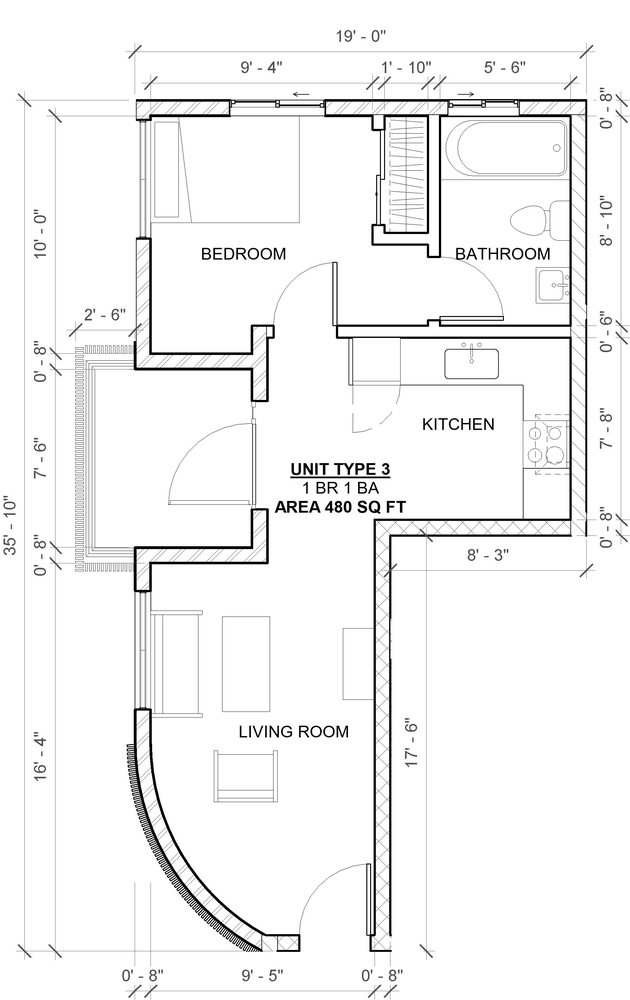 19' - 0"
9' - 4"
1' - 10"
5' - 6"
0' - 8"
10' - 0"
8' - 10"
BEDROOM
BATHROOM
2' - 6"
0' - 6"
0' - 8"
0' - 8"
KITCHEN
7' - 6"
7' - 8"
UNIT TYPE 3
1 BR 1 BA
AREA 480 SQ FT
35' - 10"
0' - 8"
0' - 8"
8' - 3"
LIVING ROOM
16' - 4"
17' - 6"
0' - 8"
9' - 5"
0' - 8"